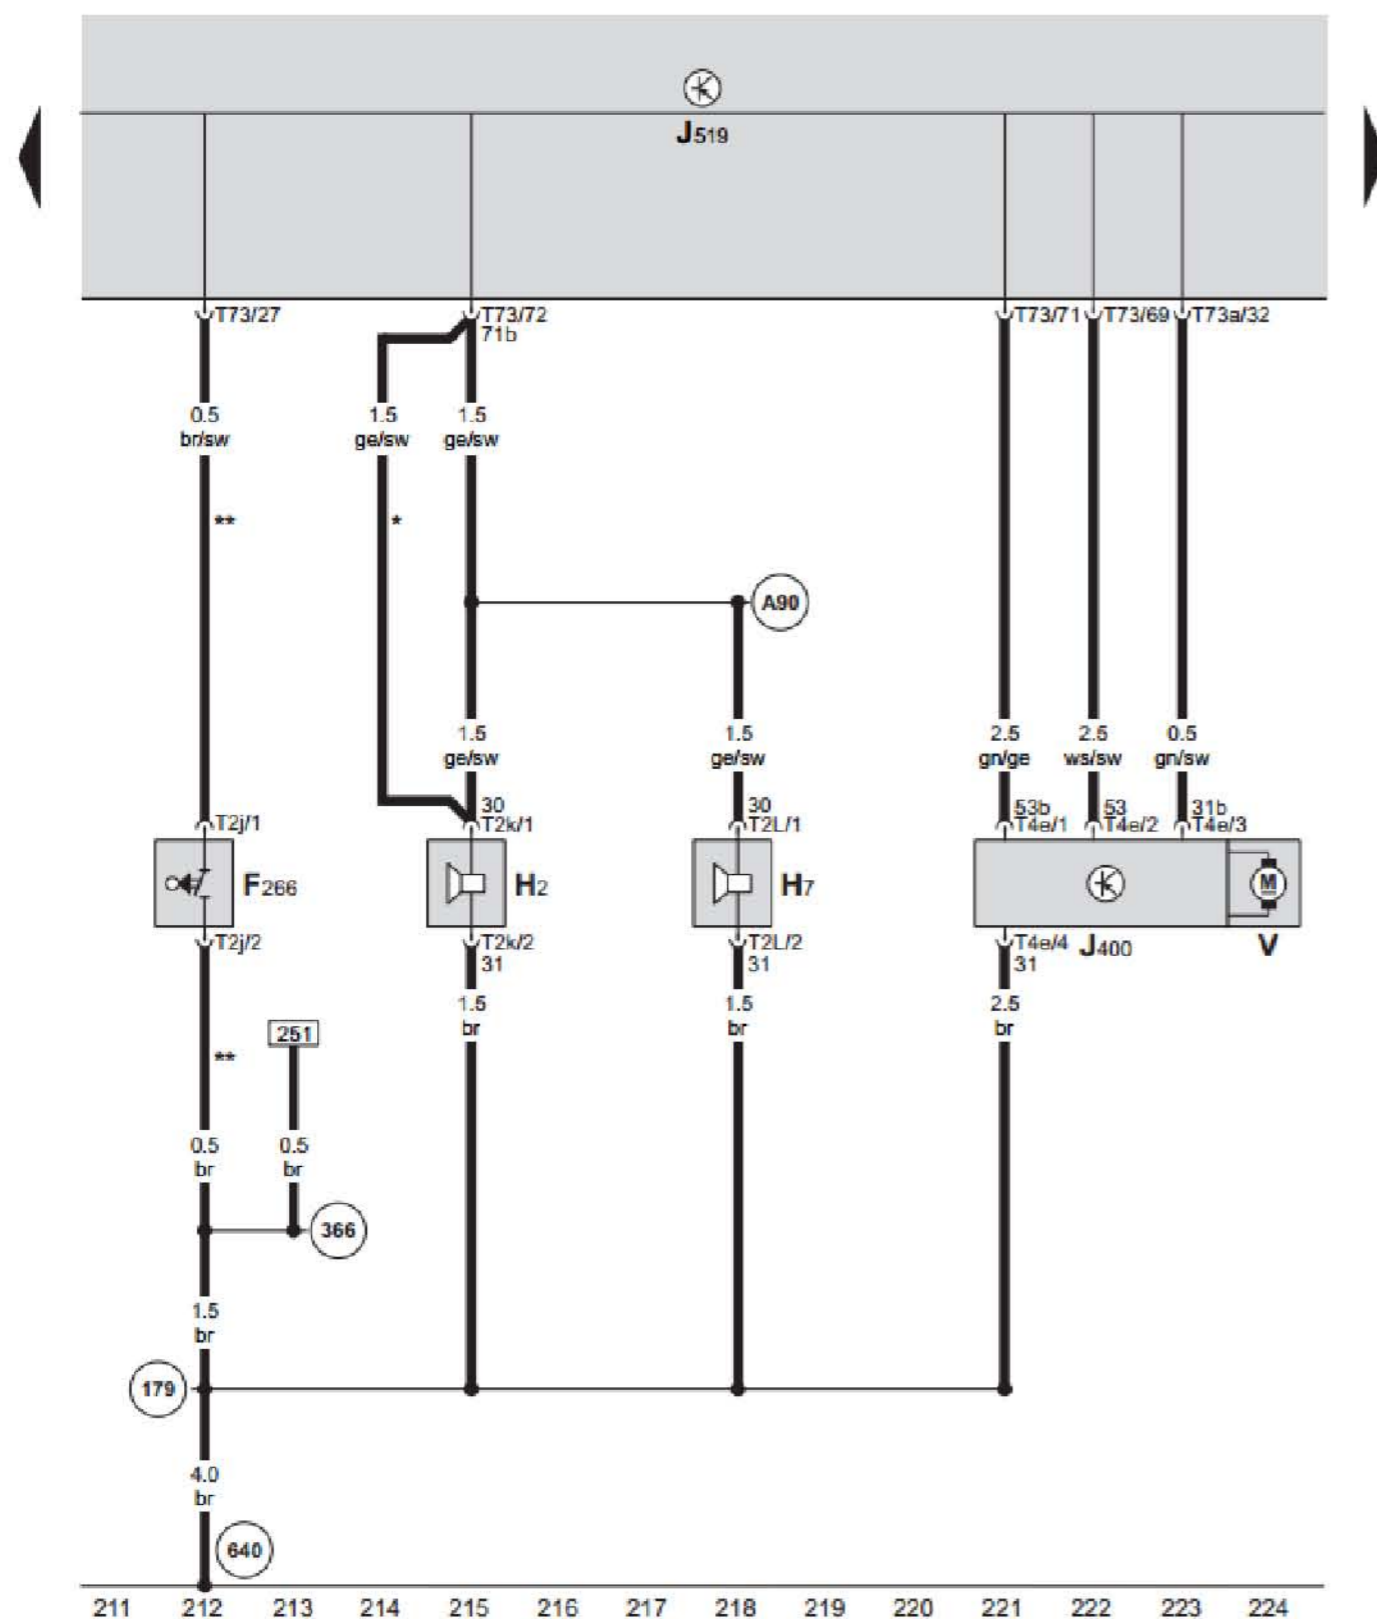 J519
T73/27
T73/72
71b
T73/71
T73/69
T73a/32
0.5
br/sw
1.5
ge/sw
1.5
ge/sw
**
*
A90
1.5
ge/sw
1.5
ge/sw
2.5
gn/ge
2.5
ws/sw
0.5
gn/sw
T2j/1
30
T2k/1
30
T2L/1
53b
T4e/1
53
T4e/2
31b
T4e/3
F266
H2
H7
M
T2j/2
T2k/2
31
T2L/2
31
T4e/4
31
J400
V
1.5
br
1.5
br
2.5
br
251
**
0.5
br
0.5
br
366
1.5
br
179
4.0
br
640
211 212 213 214 215 216 217 218 219 220 221 222 223 224